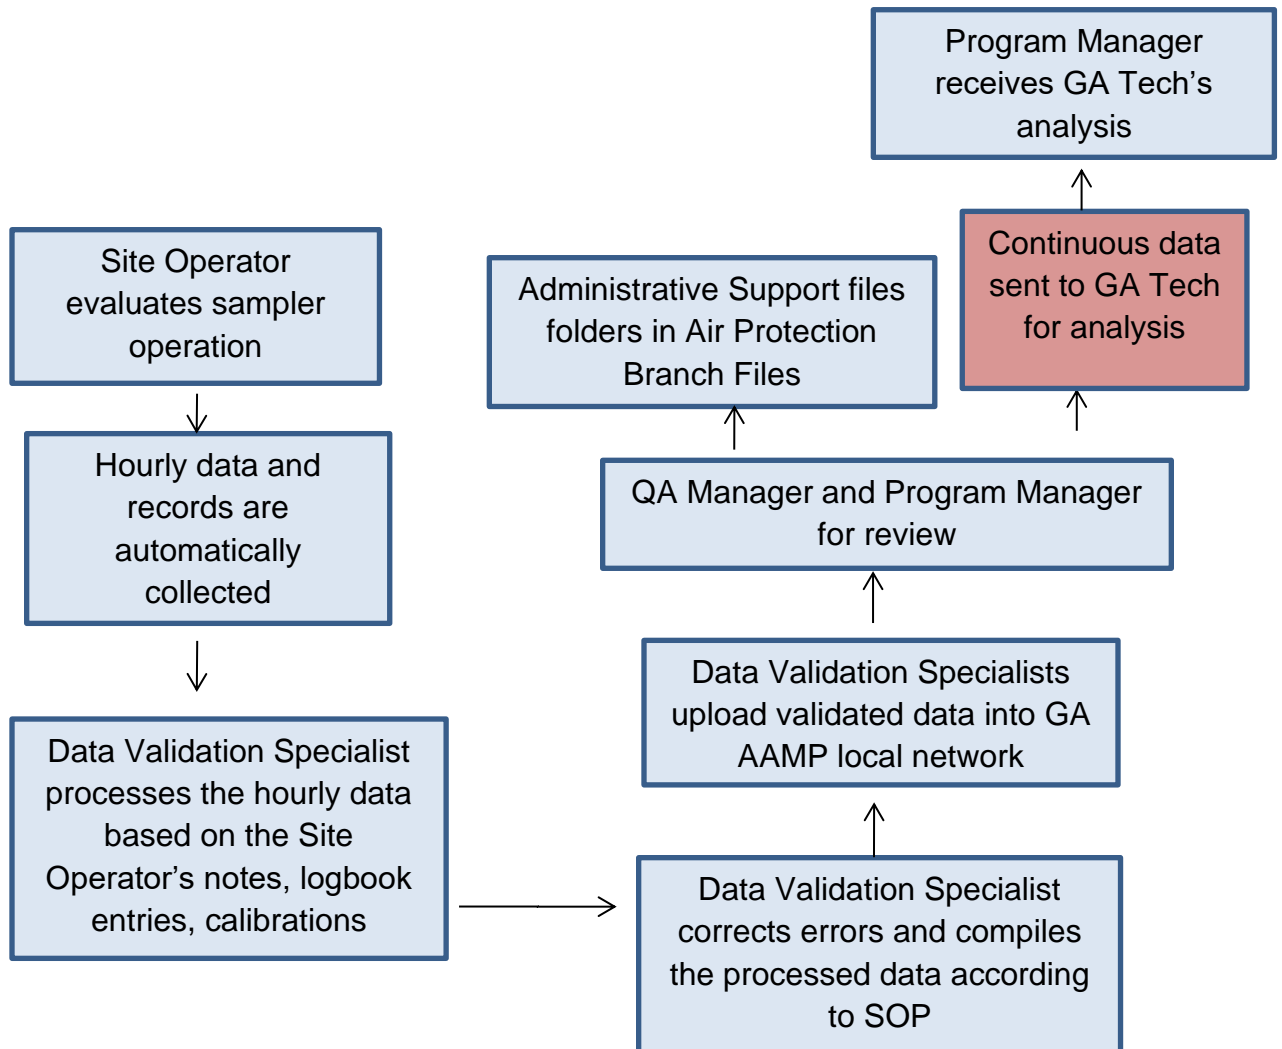 Site Operator
evaluates sampler
operation
Hourly data and
records are
automatically
collected
Data Validation Specialist
processes the hourly data
based on the Site
Operator’s notes, logbook
entries, calibrations
Data Validation Specialist
corrects errors and compiles
the processed data according
to SOP
Data Validation Specialists
upload validated data into GA
AAMP local network
QA Manager and Program Manager
for review
Administrative Support files
folders in Air Protection
Branch Files
Continuous data
sent to GA Tech
for analysis
Program Manager
receives GA Tech’s
analysis